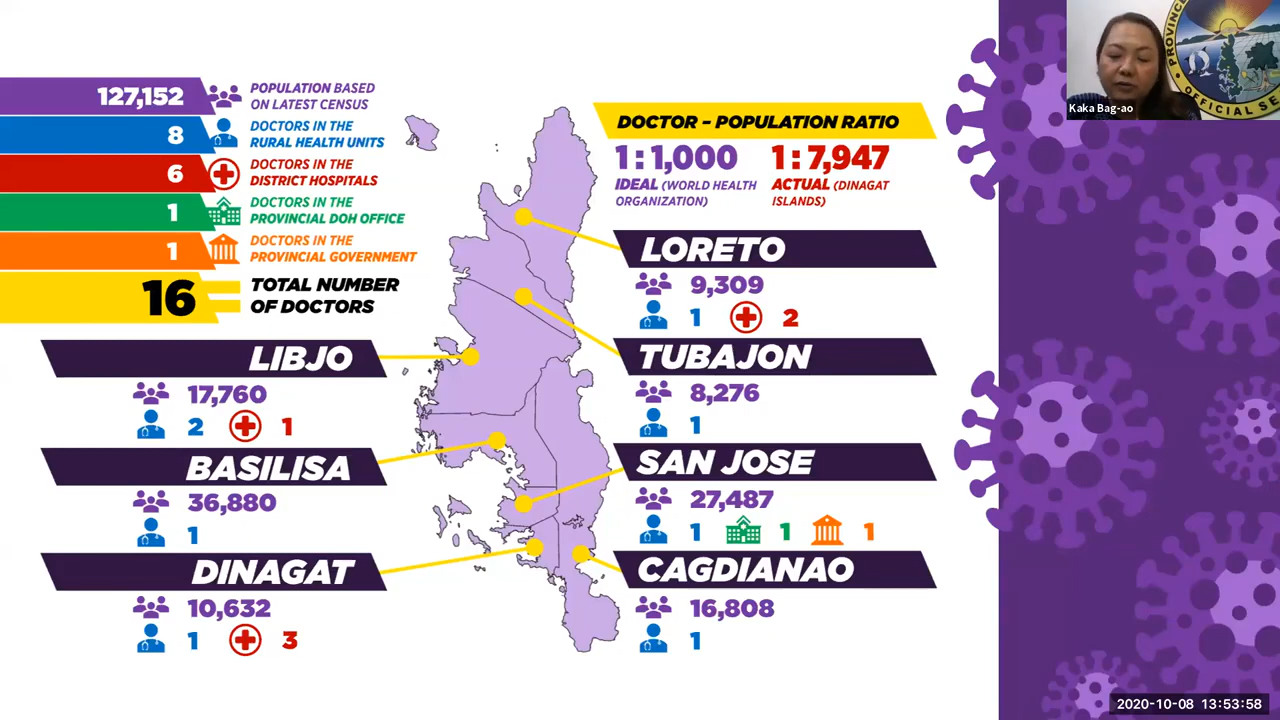 127,152
POPULATION BASED
ON LATEST CENSUS
8
DOCTORS IN THE
RURAL HEALTH UNITS
6
DOCTORS IN THE
DISTRICT HOSPITALS
1
DOCTORS IN THE
PROVINCIAL DOH OFFICE
1
DOCTORS IN THE
PROVINCIAL GOVERNMENT
16
TOTAL NUMBER
OF DOCTORS
DOCTOR - POPULATION RATIO
1 : 1,000
IDEAL (WORLD HEALTH
ORGANIZATION)
1 : 7,947
ACTUAL (DINAGAT
ISLANDS)
LORETO
9,309
1 2
TUBAJON
8,276
1
SAN JOSE
27,487
1 1 1
CAGDIANAO
16,808
1
LIBJO
17,760
2 1
BASILISA
36,880
1
DINAGAT
10,632
1 3
PROVINC
OFFICIAL SE
Kaka Bag-ao
2020-10-08 13:53:58